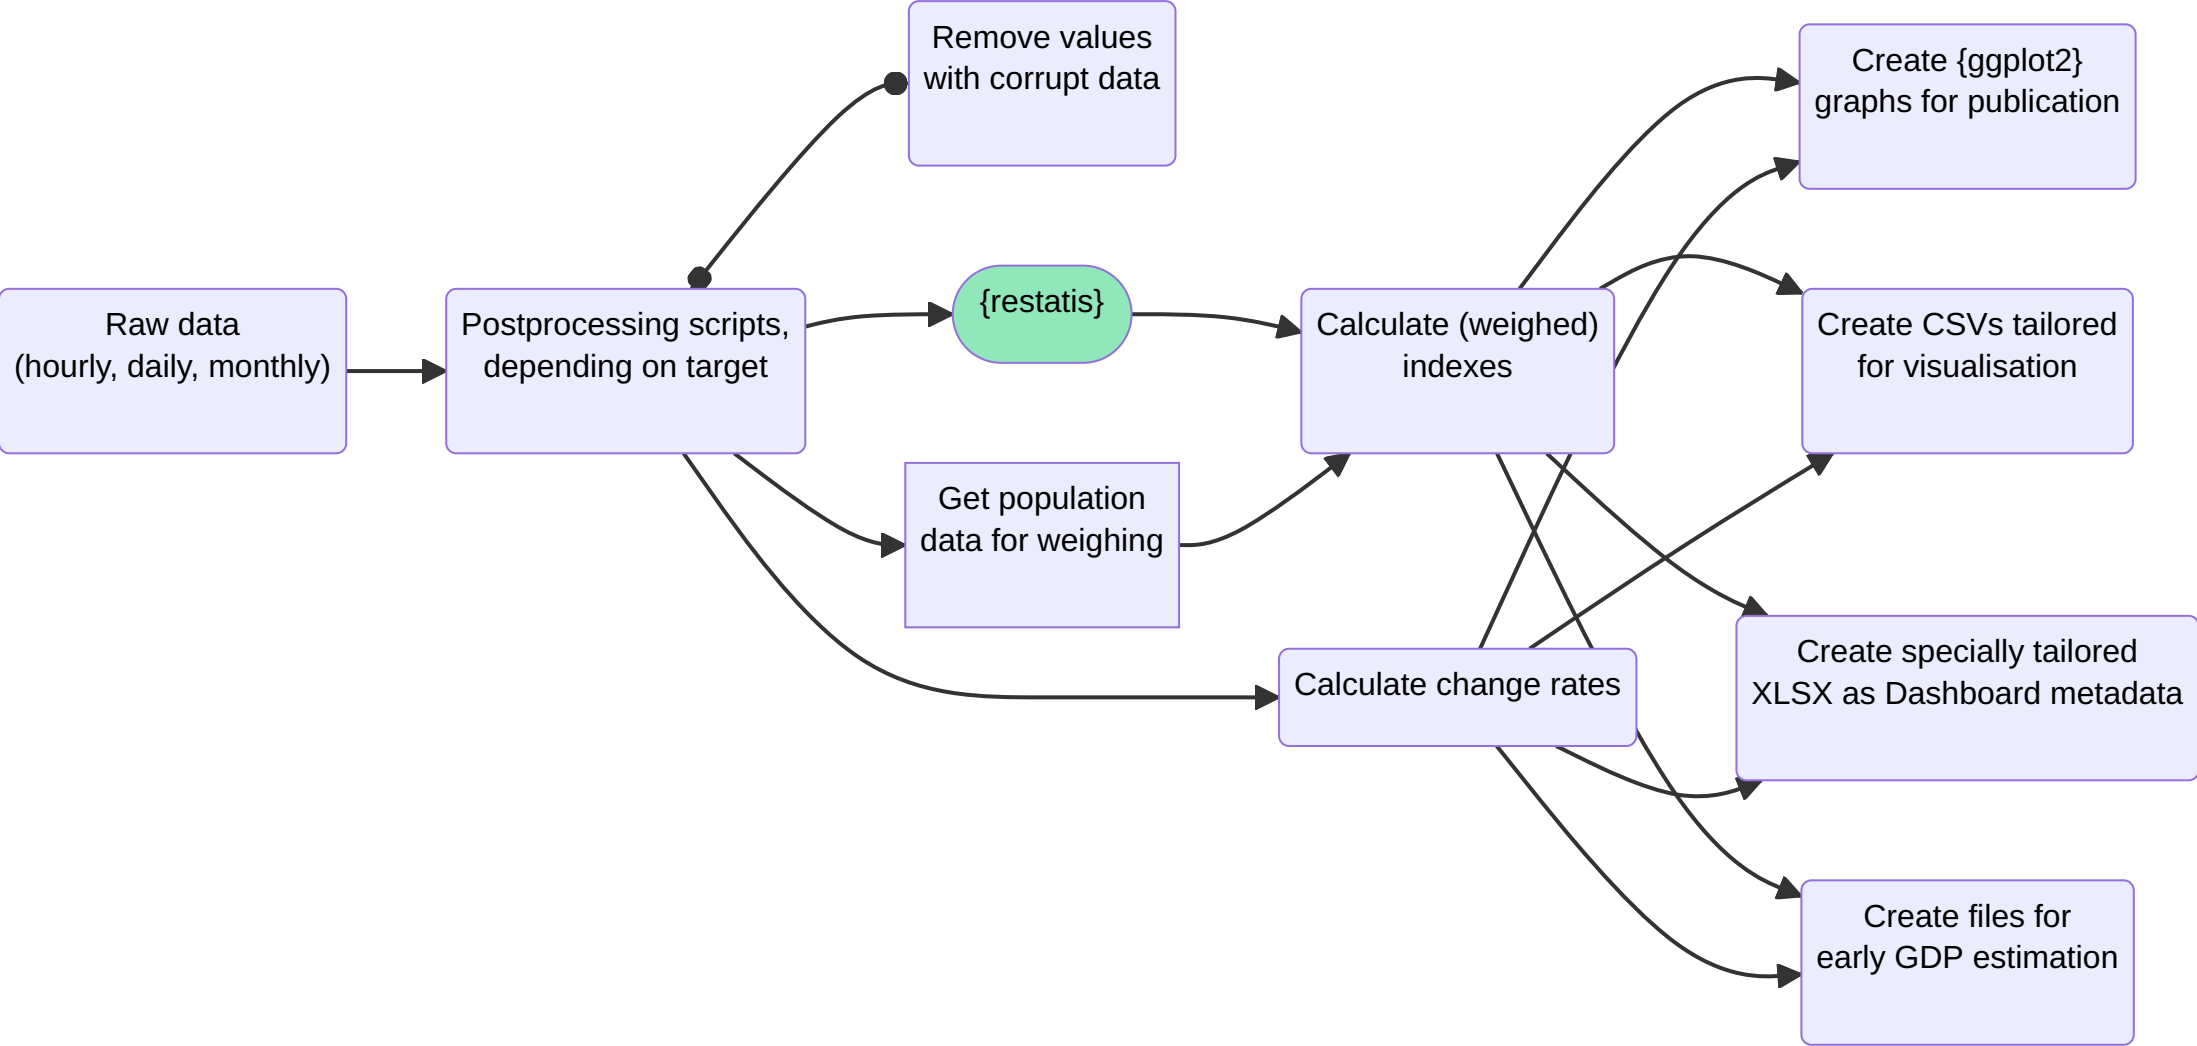 Remove values
with corrupt data
Raw data
(hourly, daily, monthly)
Postprocessing scripts,
depending on target
{restatis}
Get population
data for weighing
Calculate (weighed)
indexes
Calculate change rates
Create {ggplot2}
graphs for publication
Create CSVs tailored
for visualisation
Create specially tailored
XLSX as Dashboard metadata
Create files for
early GDP estimation